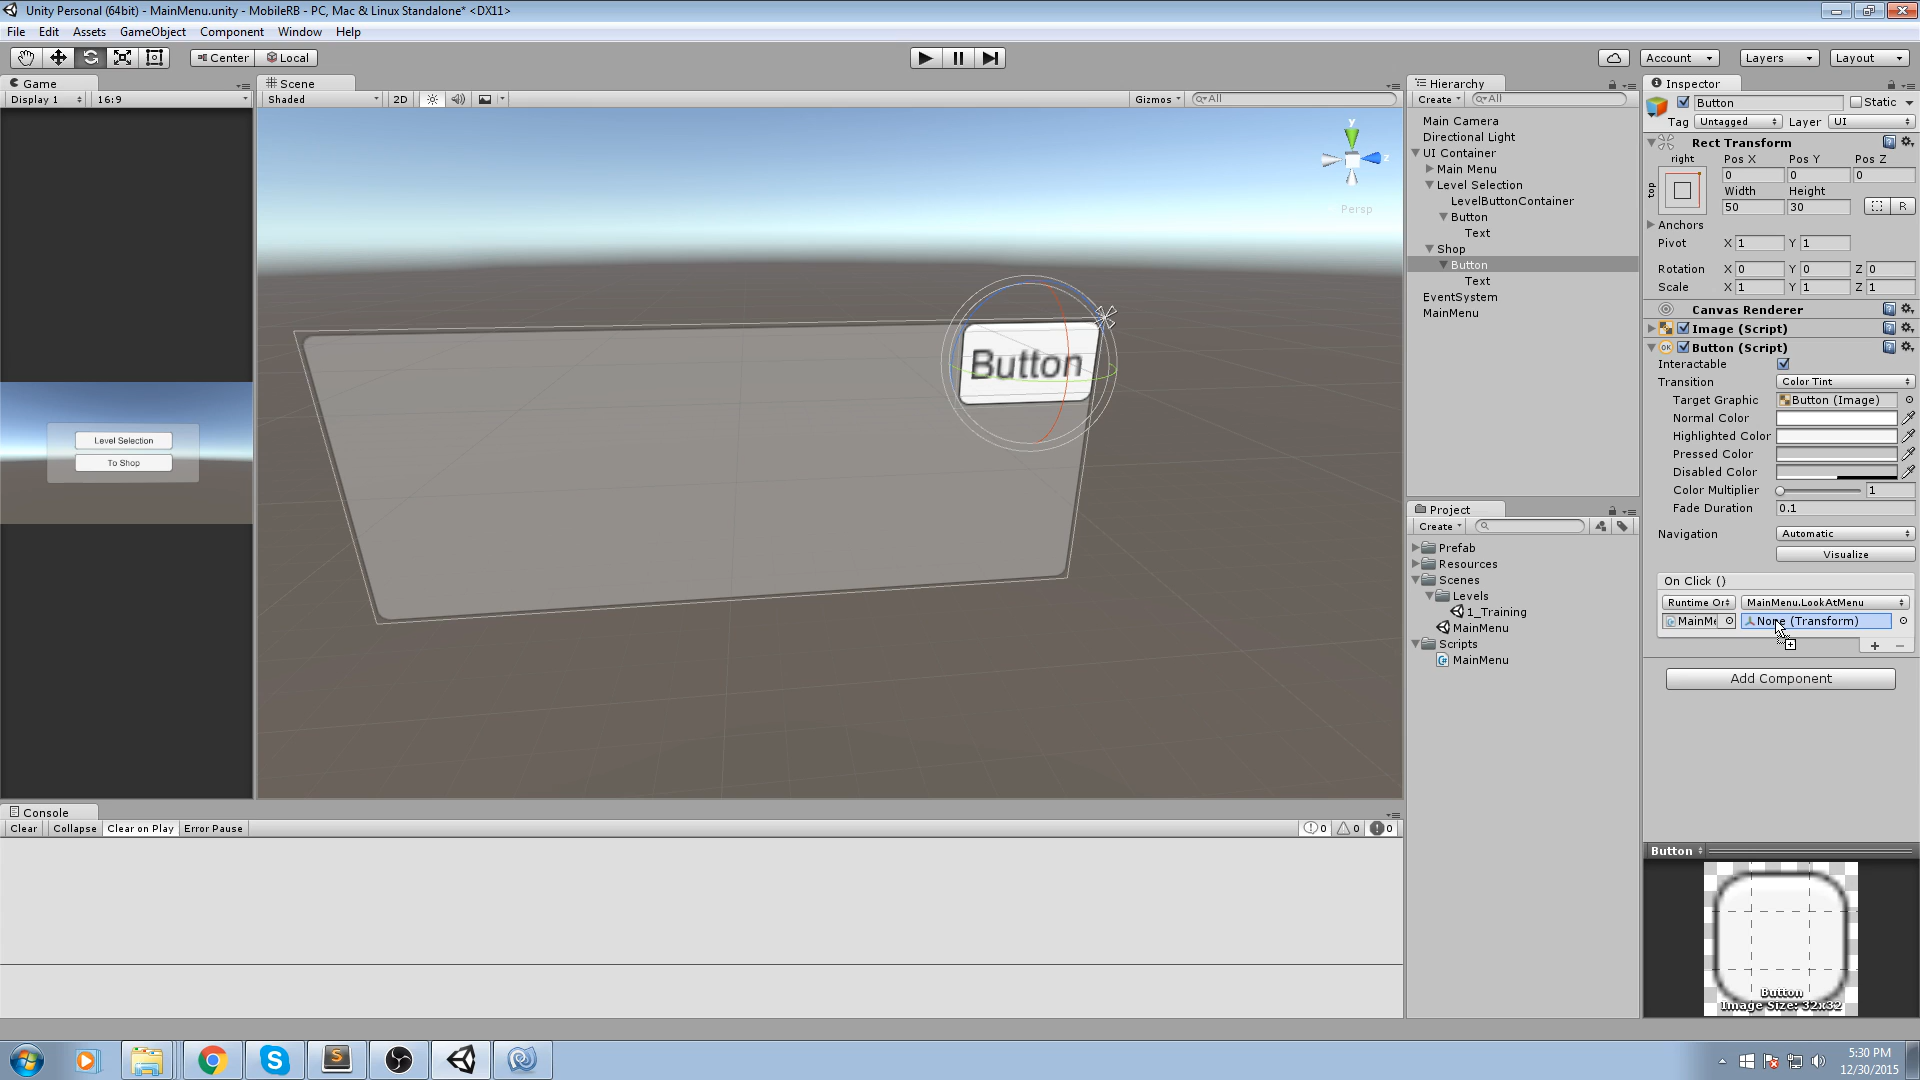 Unity Personal (64bit) - MainMenu.unity - MobileRB - PC, Mac & Linux Standalone* <DX11>
File Edit Assets GameObject Component Window Help
Center Local Account Layers Layout
Game
Display 1 16:9
Level Selection
To Shop
Scene
Shaded 2D Gizmos All
y
z
Persp
Button
Hierarchy
Create All
Main Camera
Directional Light
UI Container
Main Menu
Level Selection
LevelButtonContainer
Button
Text
Shop
Button
Text
EventSystem
MainMenu
Project
Create
Prefab
Resources
Scenes
Levels
1_Training
MainMenu
Scripts
MainMenu
Inspector
Button Static
Tag Untagged Layer UI
Rect Transform
right
top
Pos X Pos Y Pos Z
0 0 0
Width Height
50 30 R
Anchors
Pivot X 1 Y 1
Rotation X 0 Y 0 Z 0
Scale X 1 Y 1 Z 1
Canvas Renderer
Image (Script)
Button (Script)
Interactable
Transition Color Tint
Target Graphic Button (Image)
Normal Color
Highlighted Color
Pressed Color
Disabled Color
Color Multiplier 1
Fade Duration 0.1
Navigation Automatic
Visualize
On Click ()
Runtime On MainMenu.LookAtMenu
MainMe None (Transform)
+ −
Add Component
Button
Button
Image Size: 32x32
Console
Clear Collapse Clear on Play Error Pause 0 0 0
5:30 PM
12/30/2015